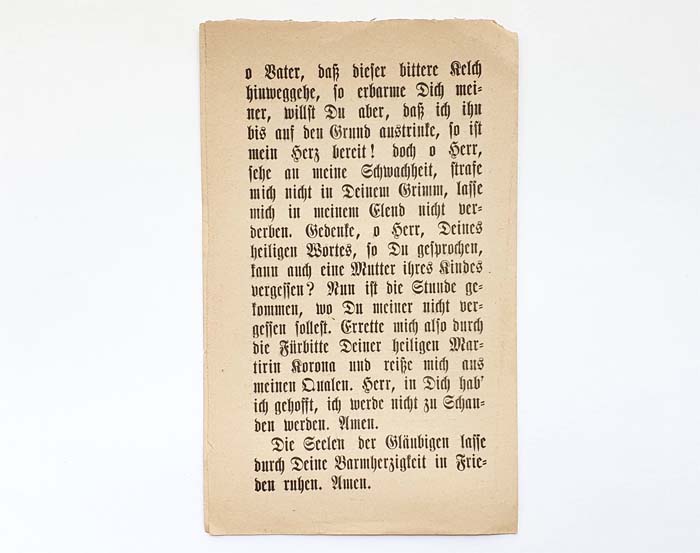 o Vater, daß dieser bittere Kelch
hinweggehe, so erbarme Dich mei-
ner, willst Du aber, daß ich ihn
bis auf den Grund austrinke, so ist
mein Herz bereit! doch o Herr,
sehe an meine Schwachheit, strafe
mich nicht in Deinem Grimm, lasse
mich in meinem Elend nicht ver-
derben. Gedenke, o Herr, Deines
heiligen Wortes, so Du gesprochen,
kann auch eine Mutter ihres Kindes
vergessen? Nun ist die Stunde ge-
kommen, wo Du meiner nicht ver-
gessen sollest. Errette mich also durch
die Fürbitte Deiner heiligen Mar-
tirin Korona und reiße mich aus
meinen Qualen. Herr, in Dich hab'
ich gehofft, ich werde nicht zu Schan-
den werden. Amen.
Die Seelen der Gläubigen lasse
durch Deine Barmherzigkeit in Frie-
den ruhen. Amen.